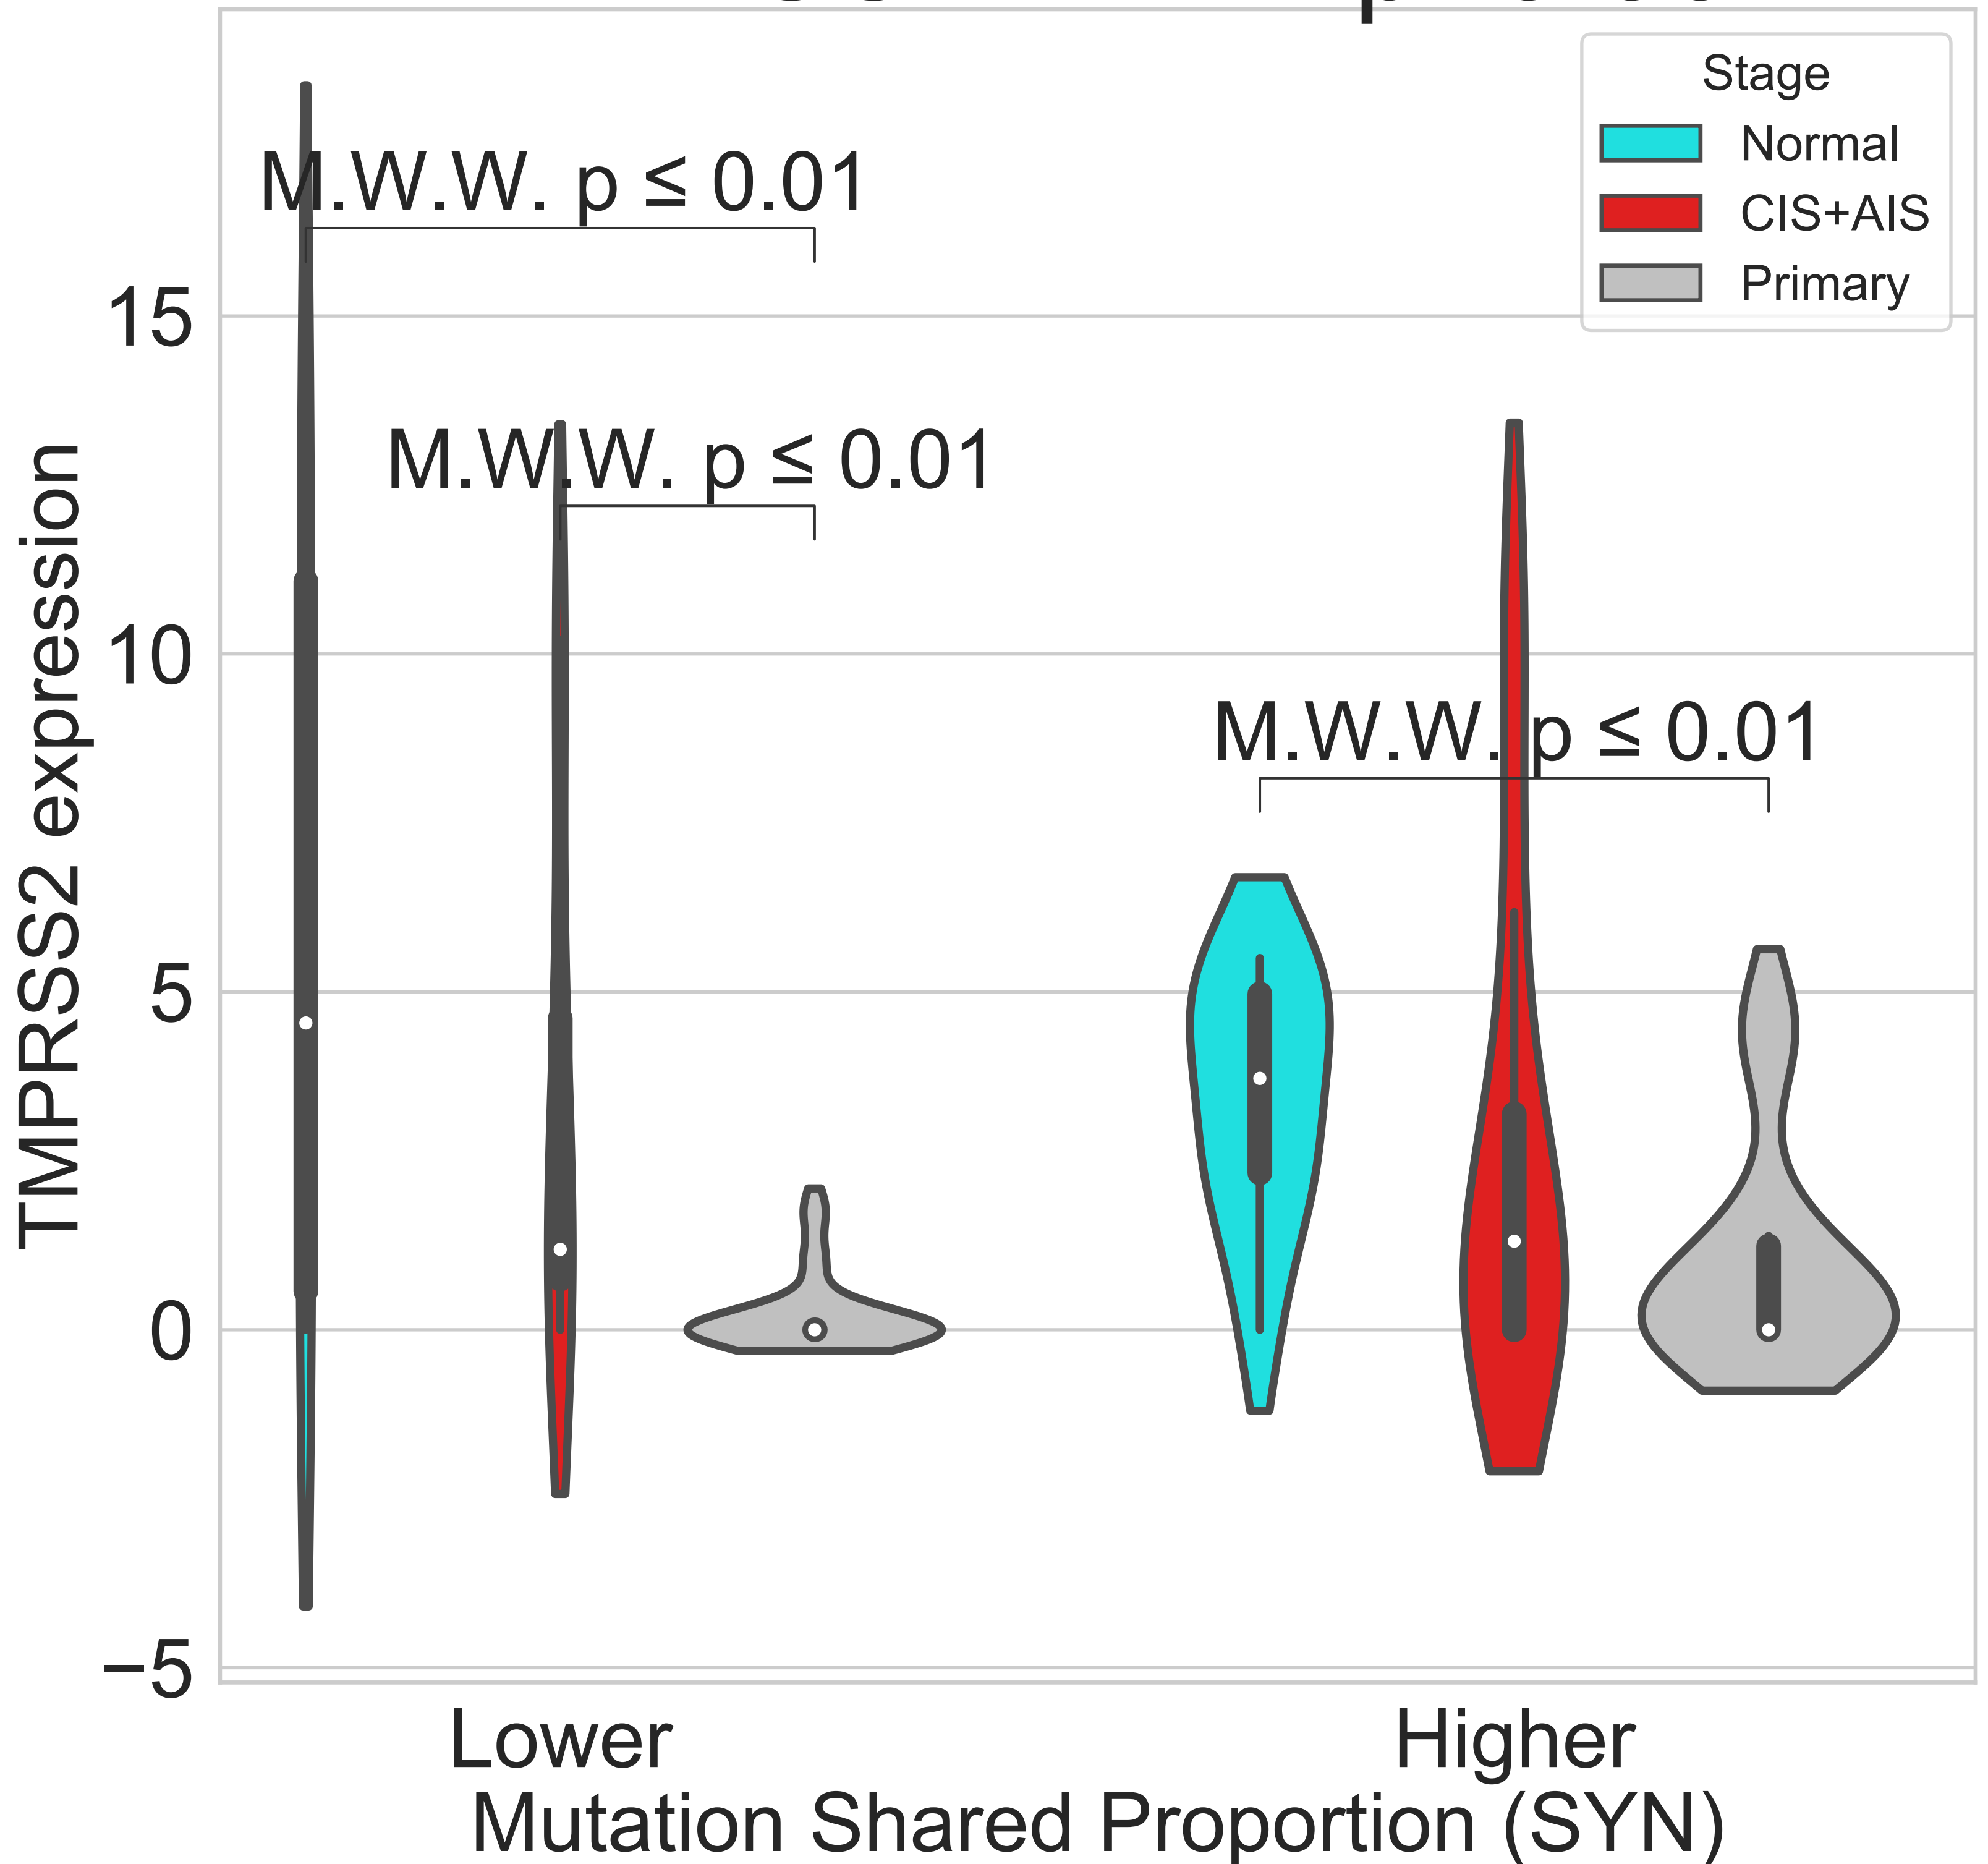 Stage
Normal
CIS+AIS
Primary
M.W.W. p ≤ 0.01
M.W.W. p ≤ 0.01
M.W.W. p ≤ 0.01
TMPRSS2 expression
15
10
5
0
−5
Lower
Higher
Mutation Shared Proportion (SYN)